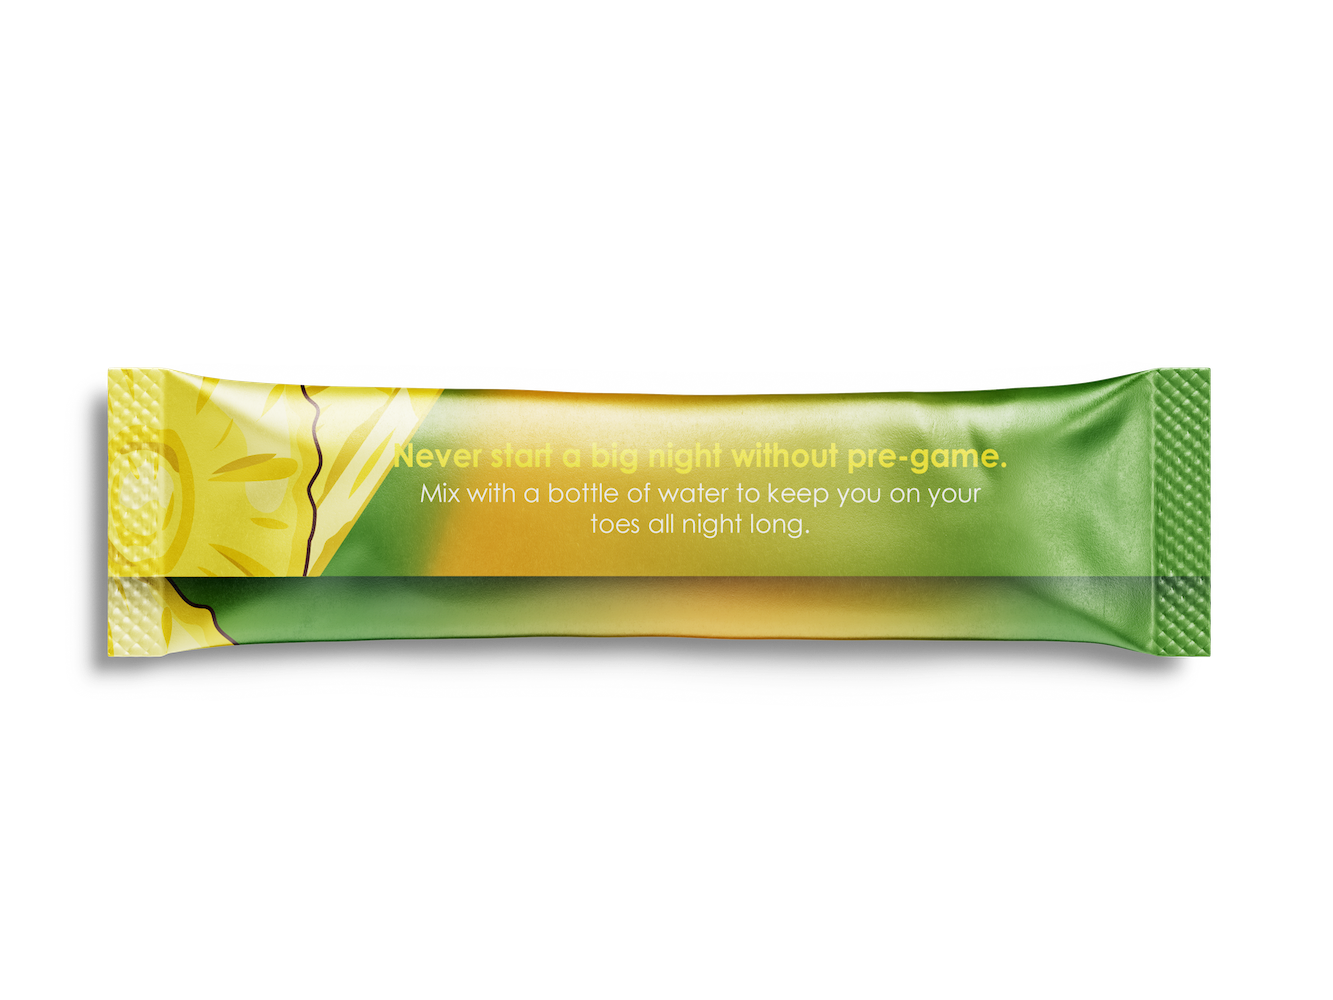 Never start a big night without pre-game.
Mix with a bottle of water to keep you on your
toes all night long.